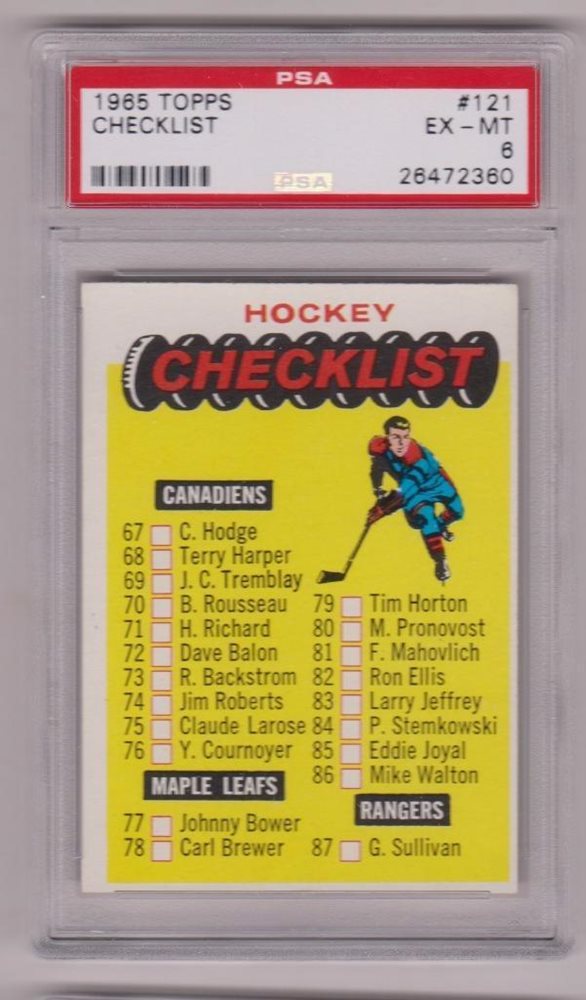 PSA
1965 TOPPS #121
CHECKLIST EX - MT
6
PSA 26472360
HOCKEY
CHECKLIST
CANADIENS
67 C. Hodge
68 Terry Harper
69 J. C. Tremblay
70 B. Rousseau
71 H. Richard
72 Dave Balon
73 R. Backstrom
74 Jim Roberts
75 Claude Larose
76 Y. Cournoyer
MAPLE LEAFS
77 Johnny Bower
78 Carl Brewer
79 Tim Horton
80 M. Pronovost
81 F. Mahovlich
82 Ron Ellis
83 Larry Jeffrey
84 P. Stemkowski
85 Eddie Joyal
86 Mike Walton
RANGERS
87 G. Sullivan